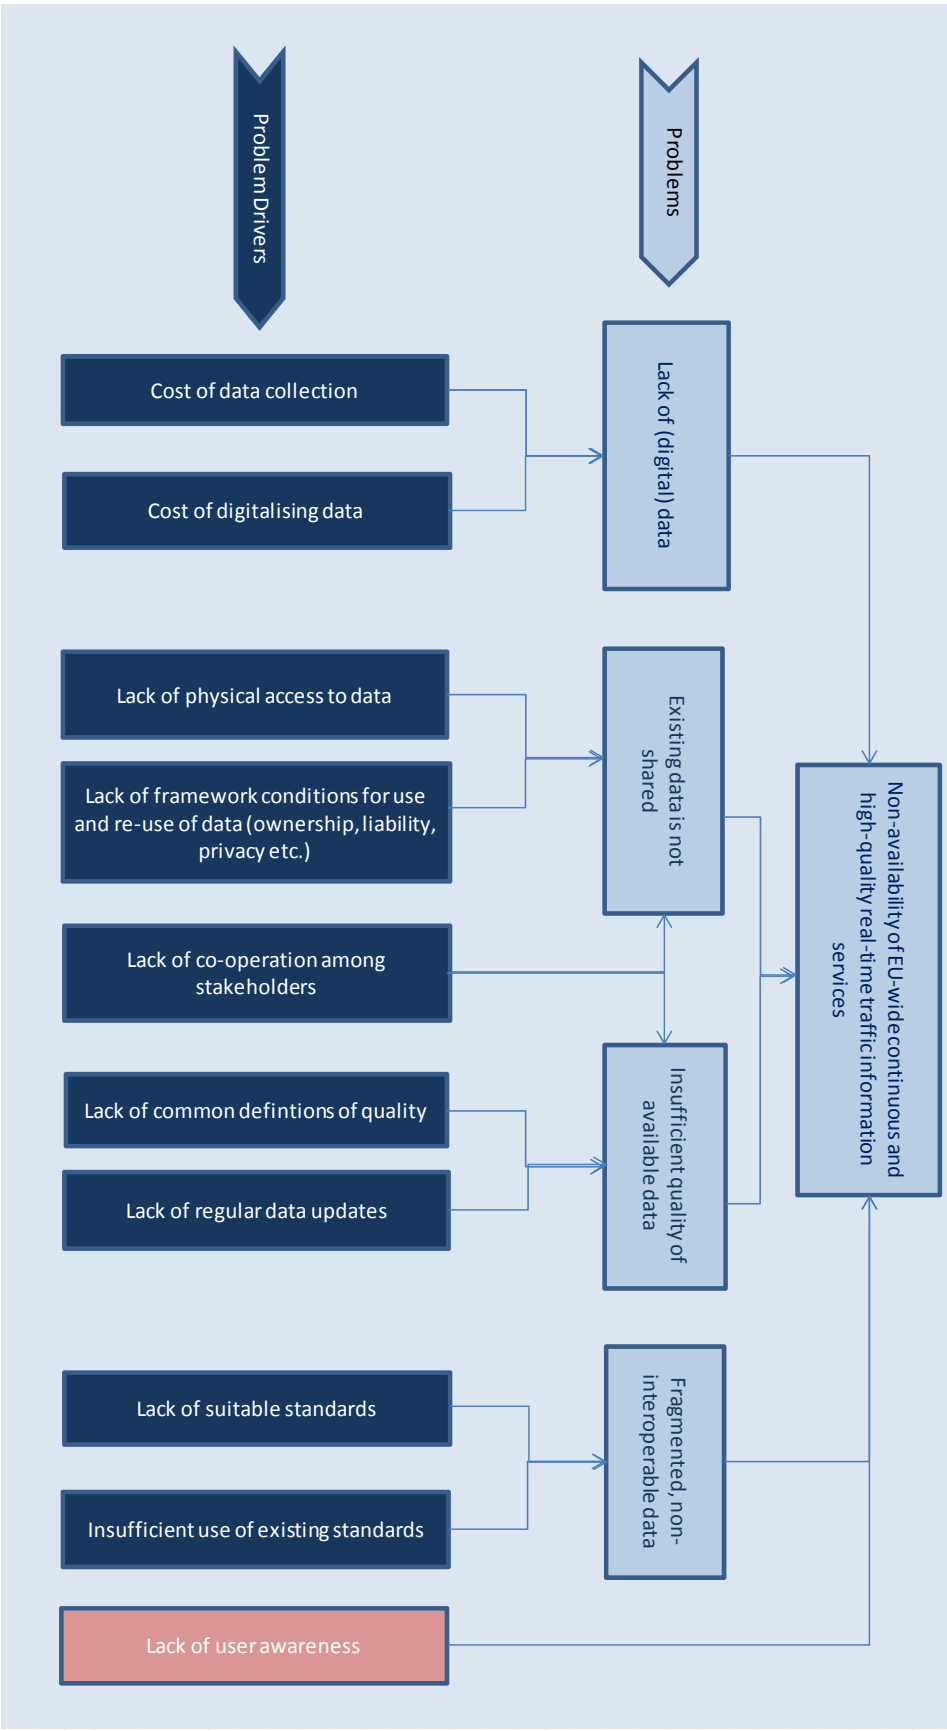 Problem Drivers
Problems
Cost of data collection
Cost of digitalising data
Lack of (digital) data
Lack of physical access to data
Lack of framework conditions for use
and re-use of data (ownership, liability,
privacy etc.)
Existing data is not
shared
Lack of co-operation among
stakeholders
Non-availability of EU-wide continuous and
high-quality real-time traffic information
services
Lack of common defintions of quality
Lack of regular data updates
Insufficient quality of
available data
Lack of suitable standards
Insufficient use of existing standards
Fragmented, non-
interoperable data
Lack of user awareness